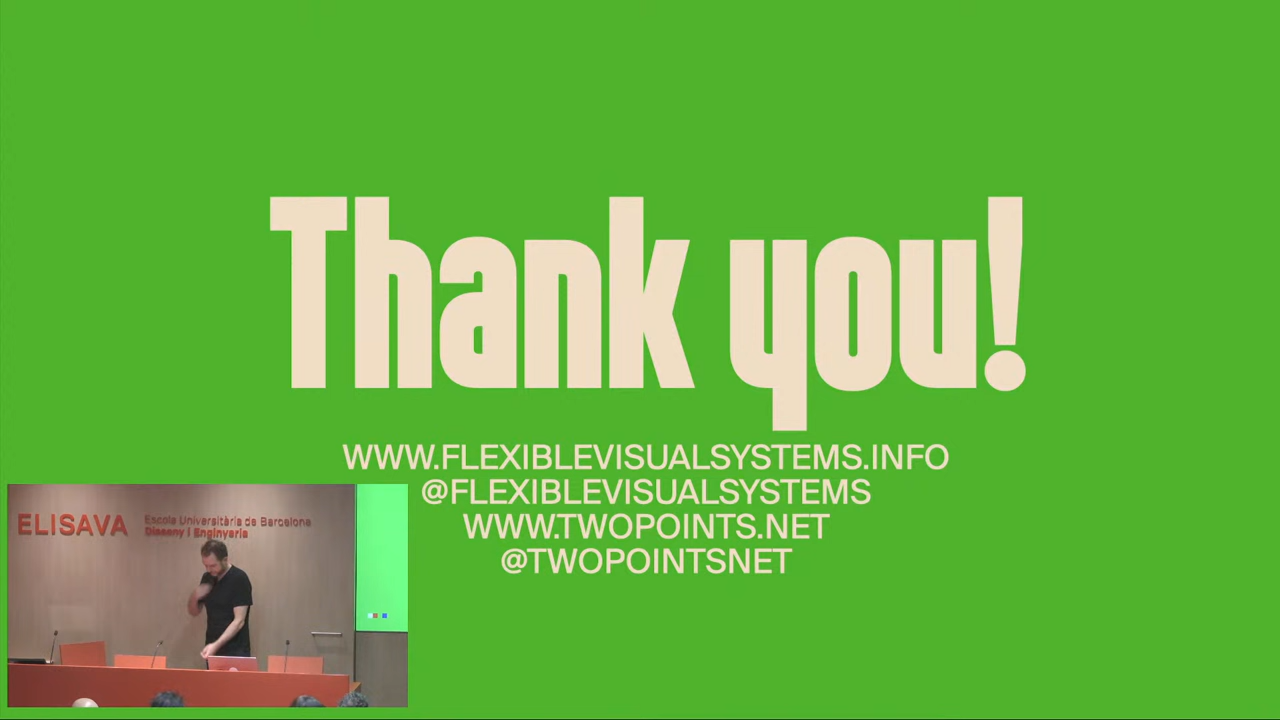 Thank you!
WWW.FLEXIBLEVISUALSYSTEMS.INFO
@FLEXIBLEVISUALSYSTEMS
WWW.TWOPOINTS.NET
@TWOPOINTSNET
ELISAVA
Escola Universitària de Barcelona
Disseny i Enginyeria